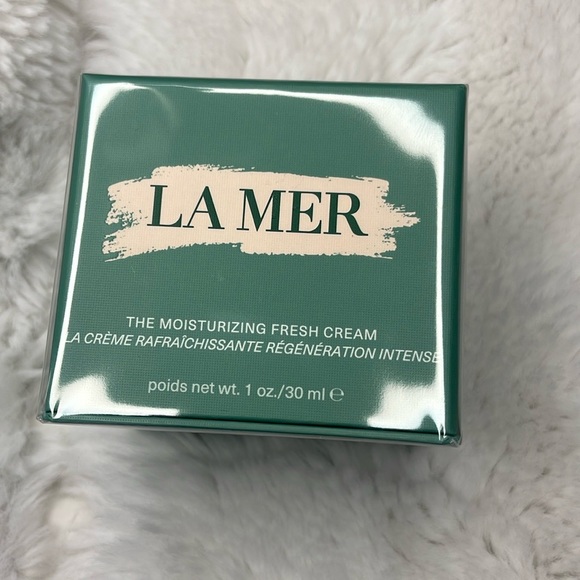 LA MER
THE MOISTURIZING FRESH CREAM
LA CRÈME RAFRAÎCHISSANTE RÉGÉNÉRATION INTENSE
poids net wt. 1 oz./30 ml ℮